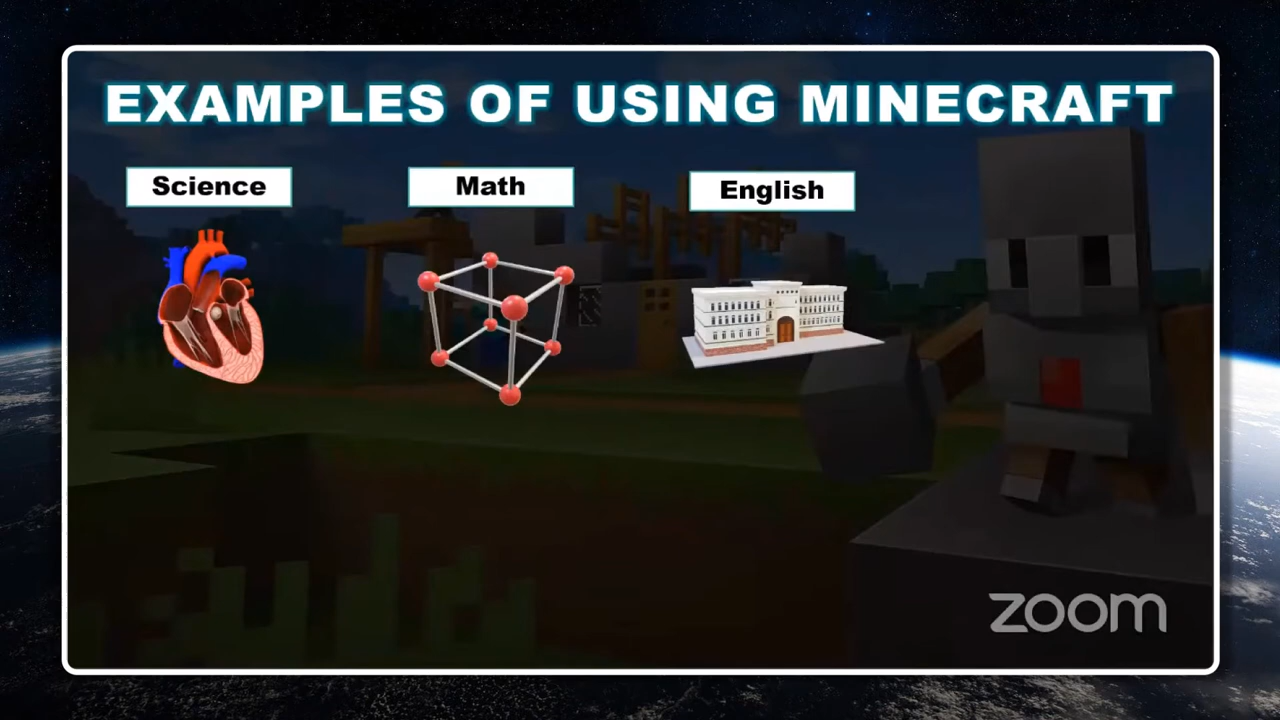 EXAMPLES OF USING MINECRAFT
Science
Math
English
zoom